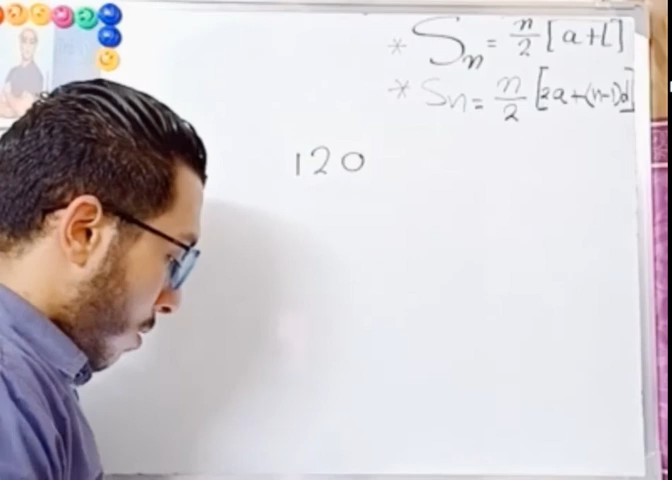 * Sn = n/2 [a+l]
* Sn = n/2 [2a+(n-1)d]
120